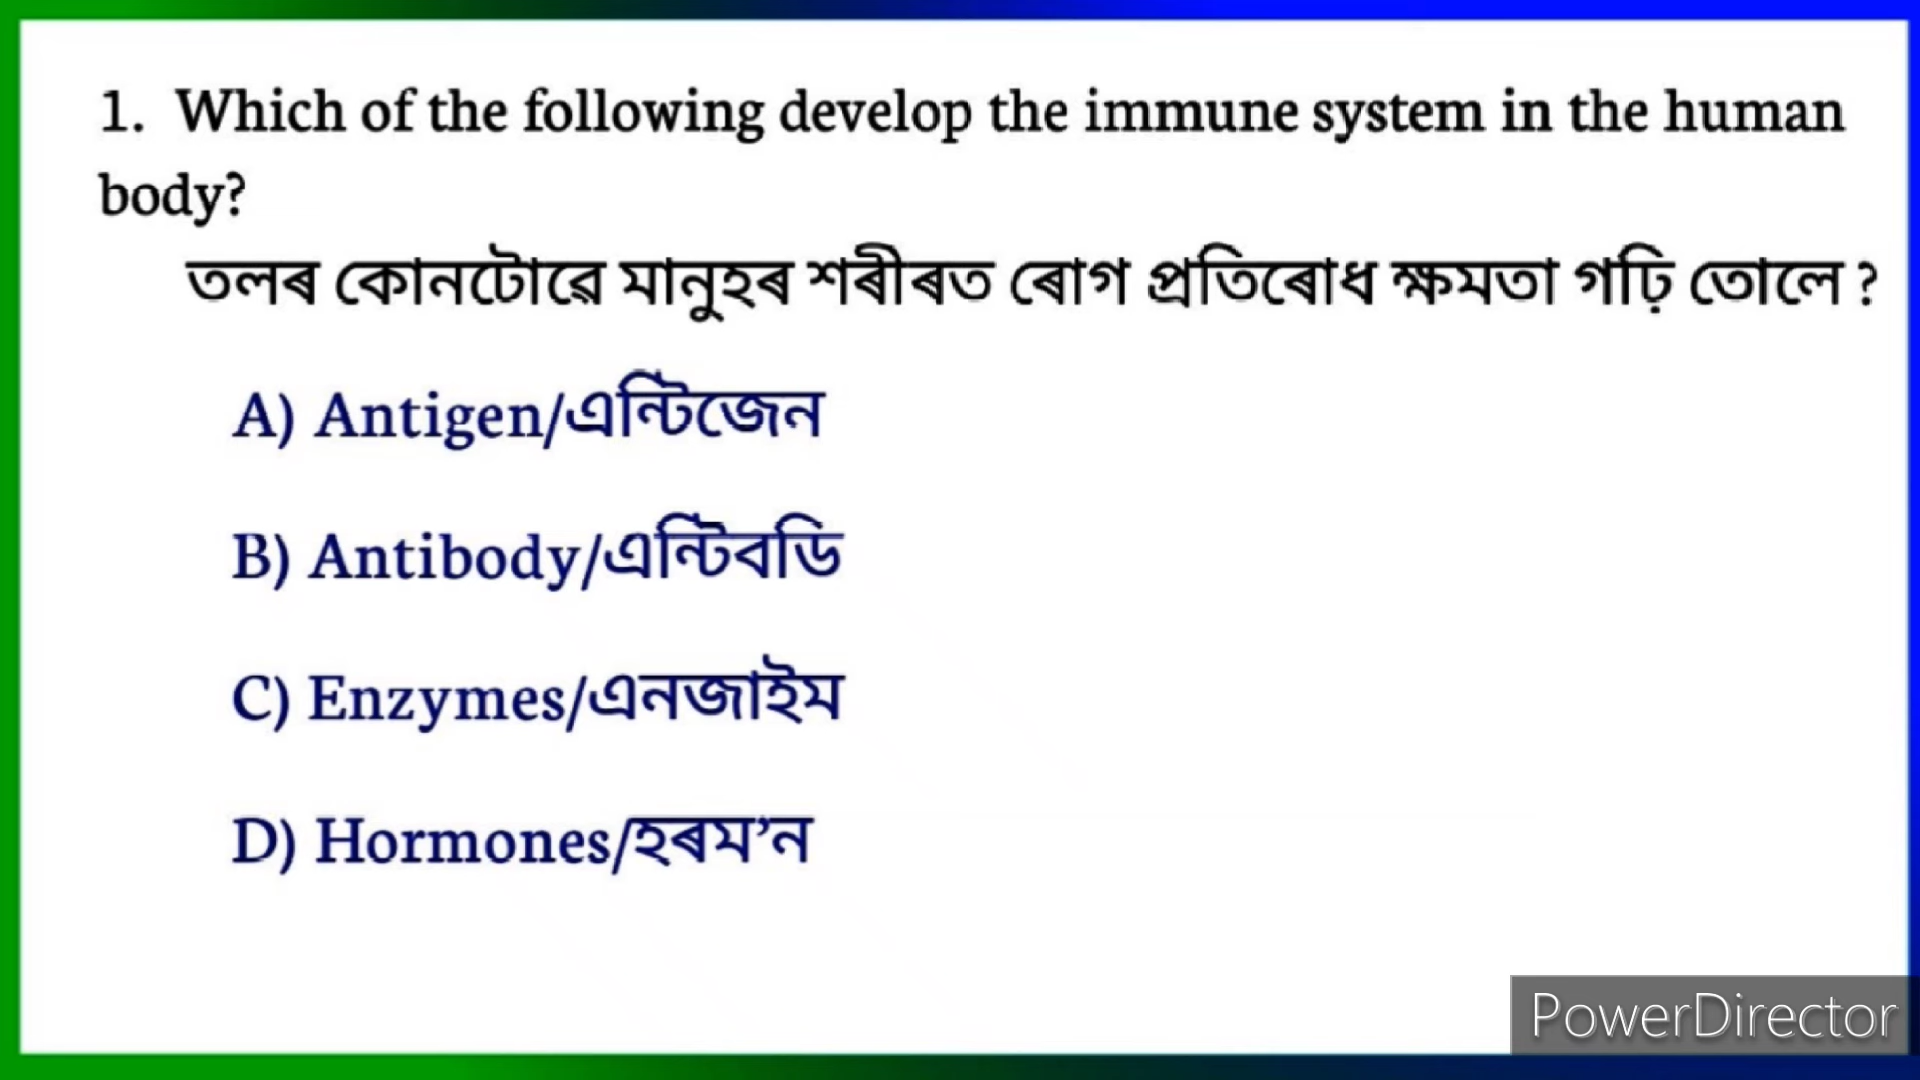 1. Which of the following develop the immune system in the human
body?
তলৰ কোনটোৱে মানুহৰ শৰীৰত ৰোগ প্ৰতিৰোধ ক্ষমতা গঢ়ি তোলে ?
A) Antigen/এন্টিজেন
B) Antibody/এন্টিবডি
C) Enzymes/এনজাইম
D) Hormones/হৰম’ন
PowerDirector